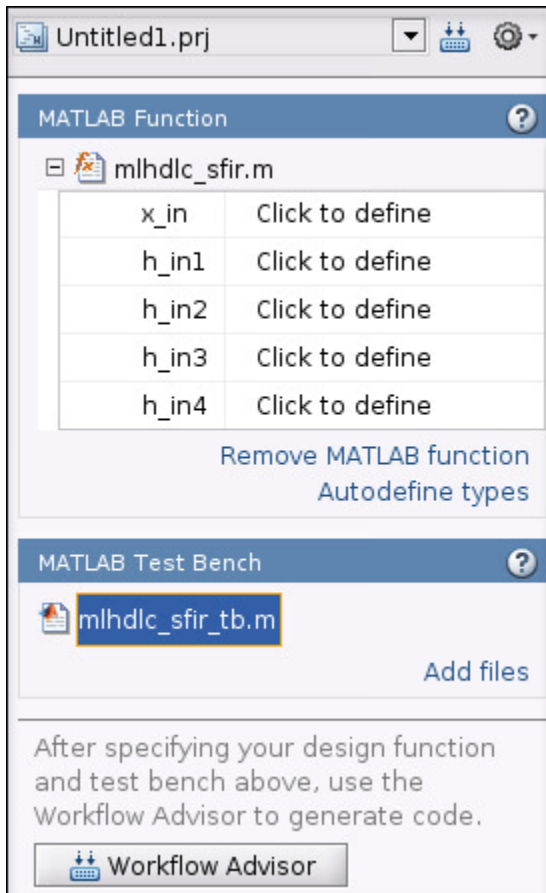 Untitled1.prj
MATLAB Function ?
mlhdlc_sfir.m
x_in Click to define
h_in1 Click to define
h_in2 Click to define
h_in3 Click to define
h_in4 Click to define
Remove MATLAB function
Autodefine types
MATLAB Test Bench ?
mlhdlc_sfir_tb.m
Add files
After specifying your design function
and test bench above, use the
Workflow Advisor to generate code.
Workflow Advisor